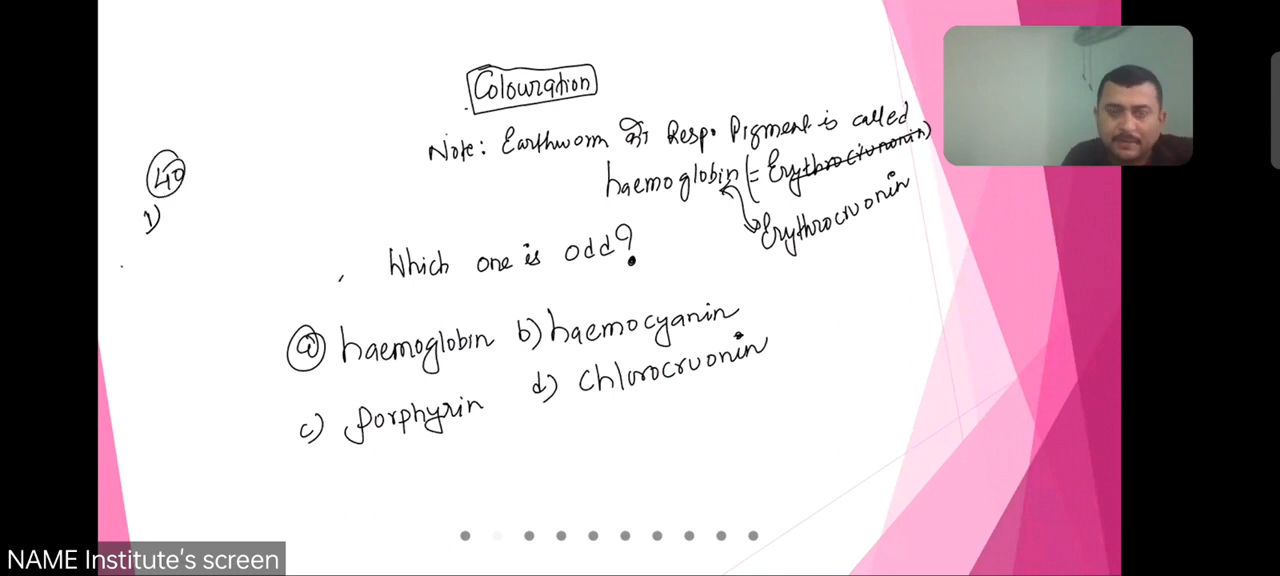 Colouration
Note: Earthworm का Resp. Pigment is called
haemoglobin (= Erythrocruronin)
Erythrocruonin
40
1)
Which one is odd?
a) haemoglobin b) haemocyanin
c) porphyrin d) chlorocruonin
NAME Institute's screen